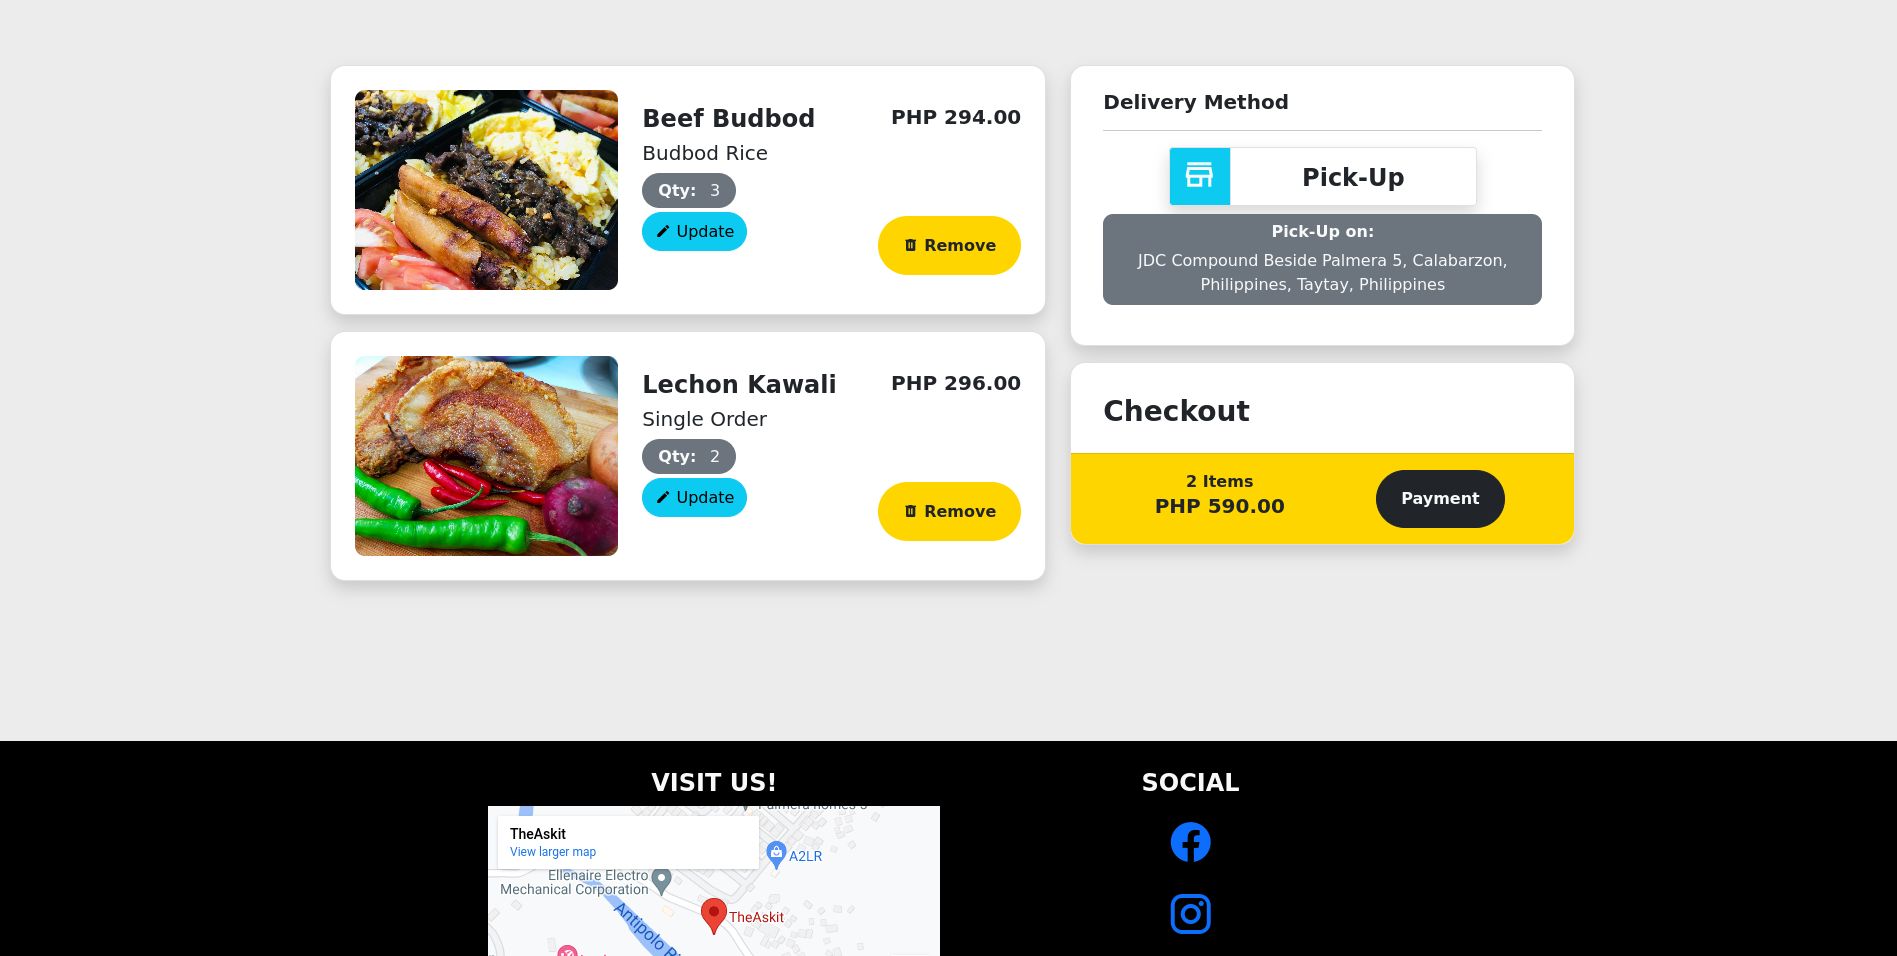 Beef Budbod
PHP 294.00
Budbod Rice
Qty: 3
Update
Remove
Lechon Kawali
PHP 296.00
Single Order
Qty: 2
Update
Remove
Delivery Method
Pick-Up
Pick-Up on:
JDC Compound Beside Palmera 5, Calabarzon,
Philippines, Taytay, Philippines
Checkout
2 Items
PHP 590.00
Payment
VISIT US!
TheAskit
View larger map
A2LR
Ellenaire Electro
Mechanical Corporation
TheAskit
Antipolo
SOCIAL